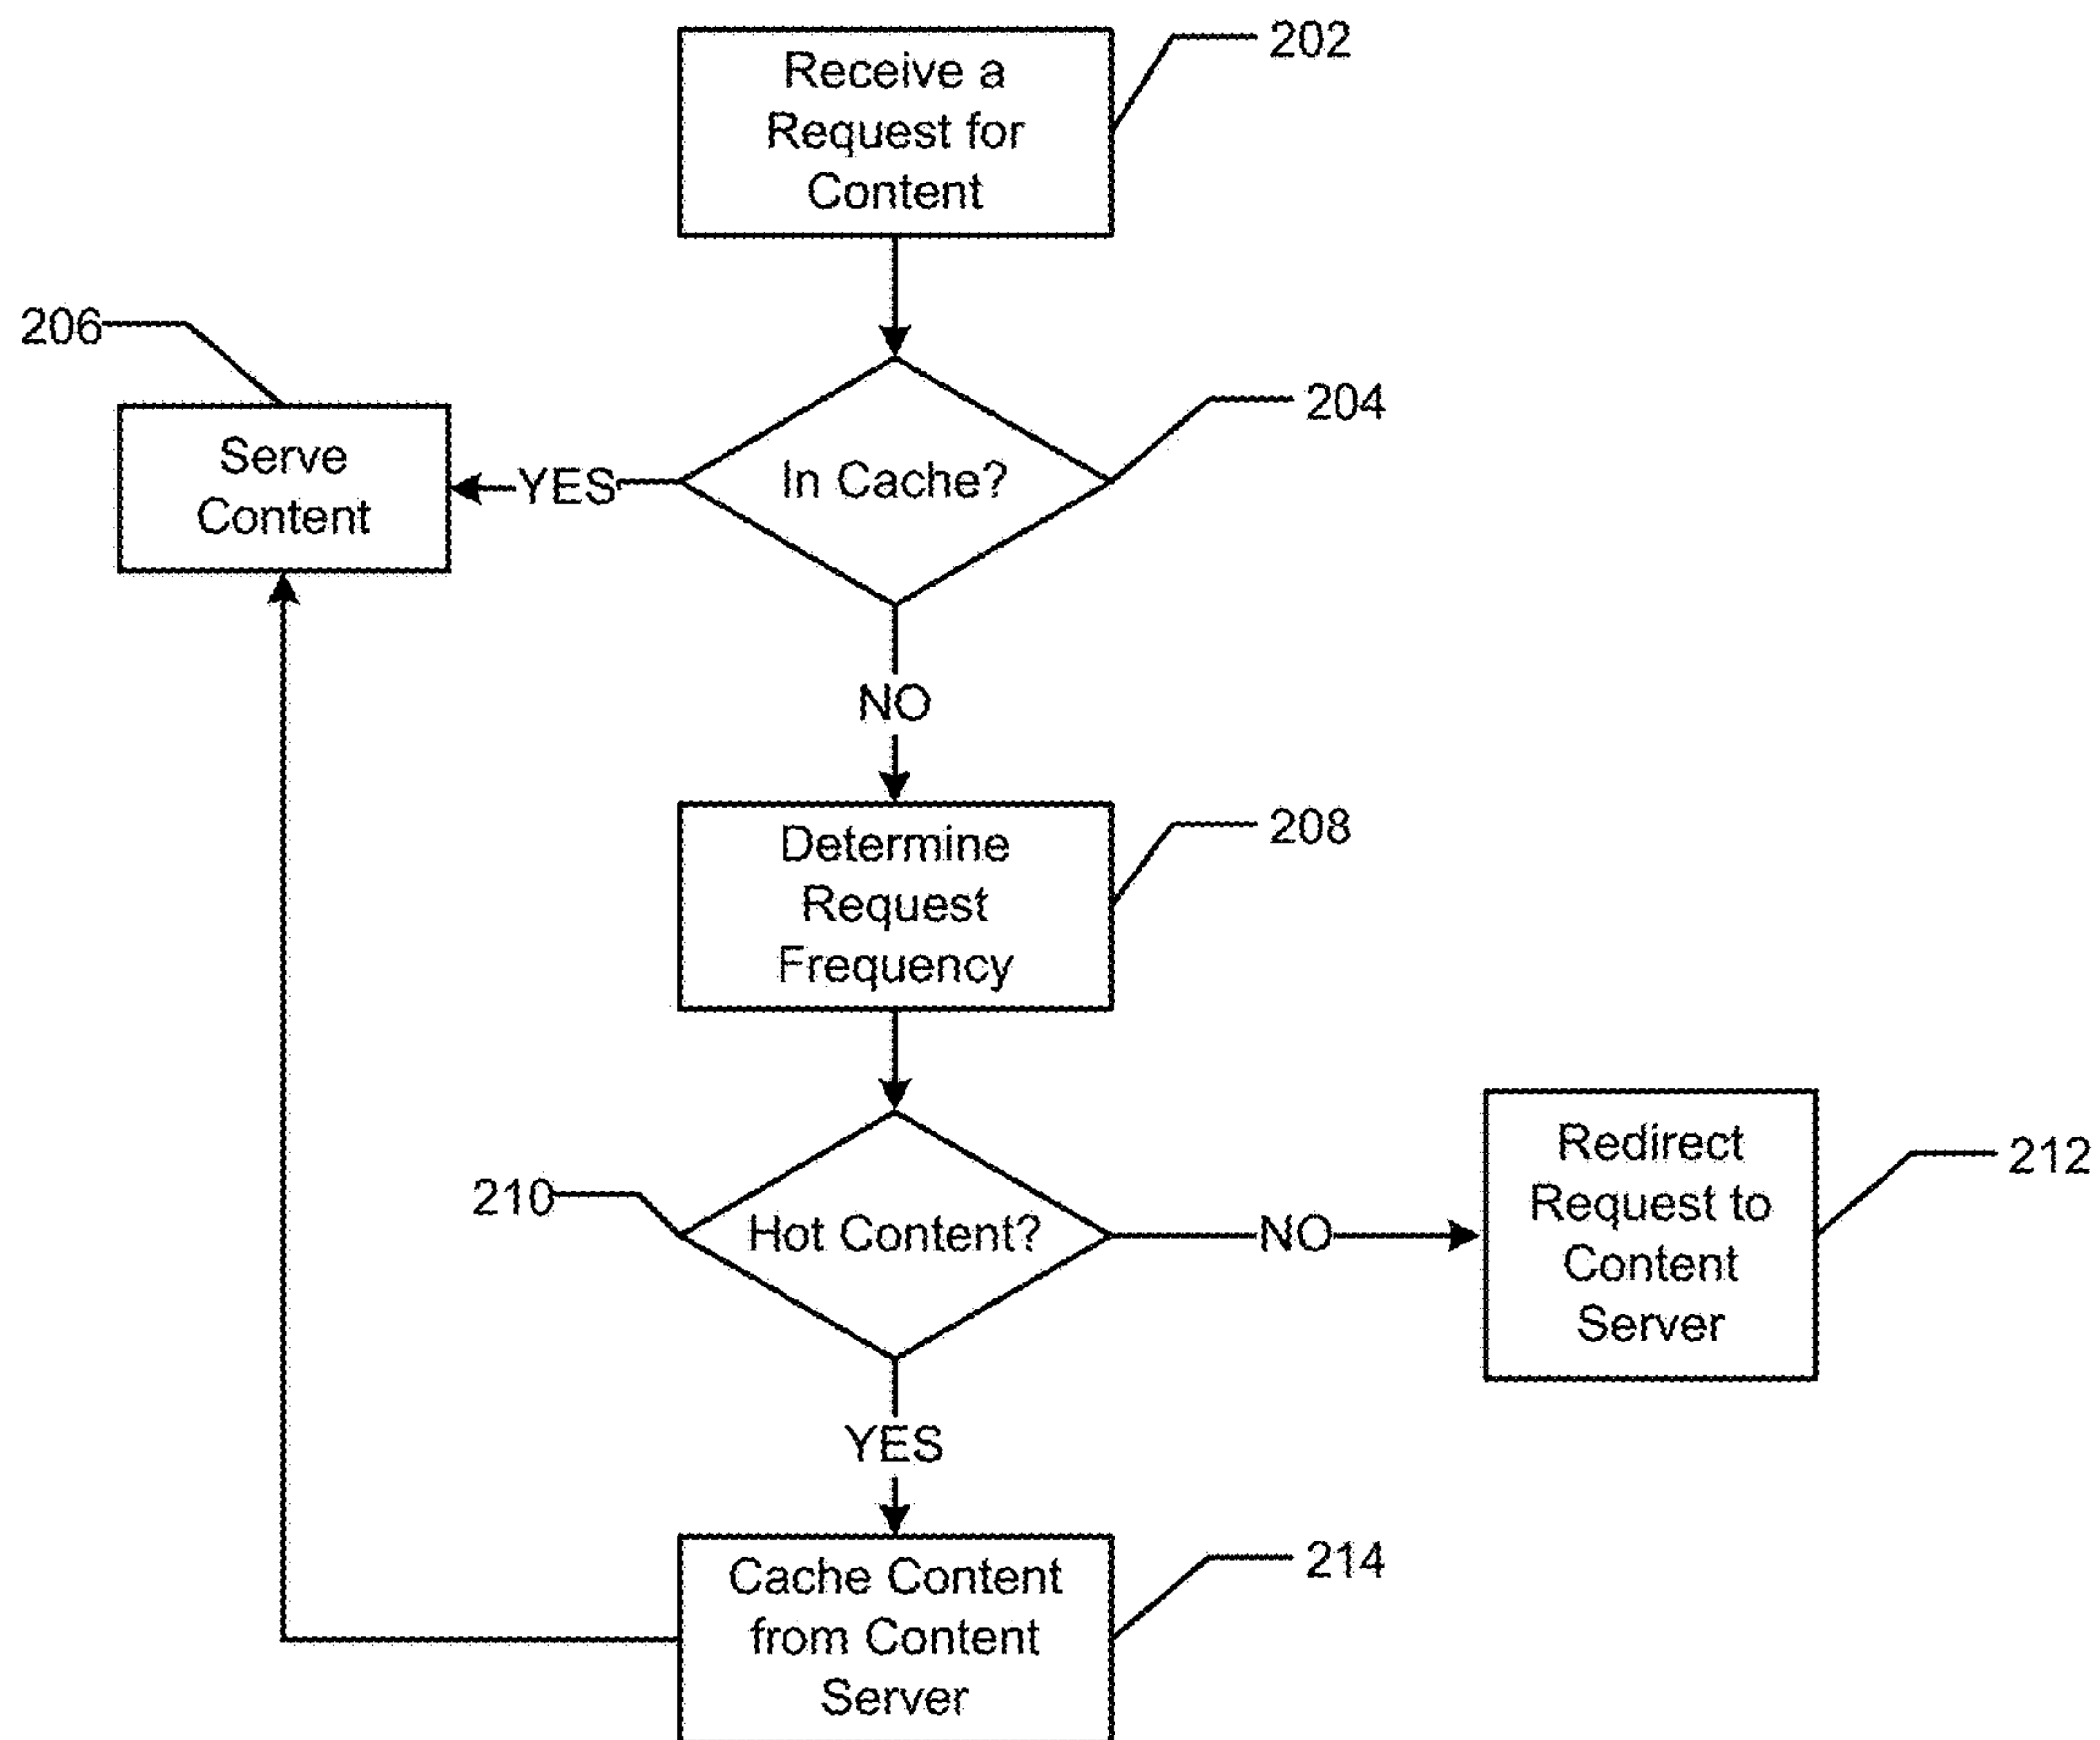 Receive a
Request for
Content
202
206
Serve
Content
YES
In Cache?
204
NO
Determine
Request
Frequency
208
210
Hot Content?
NO
Redirect
Request to
Content
Server
212
YES
Cache Content
from Content
Server
214